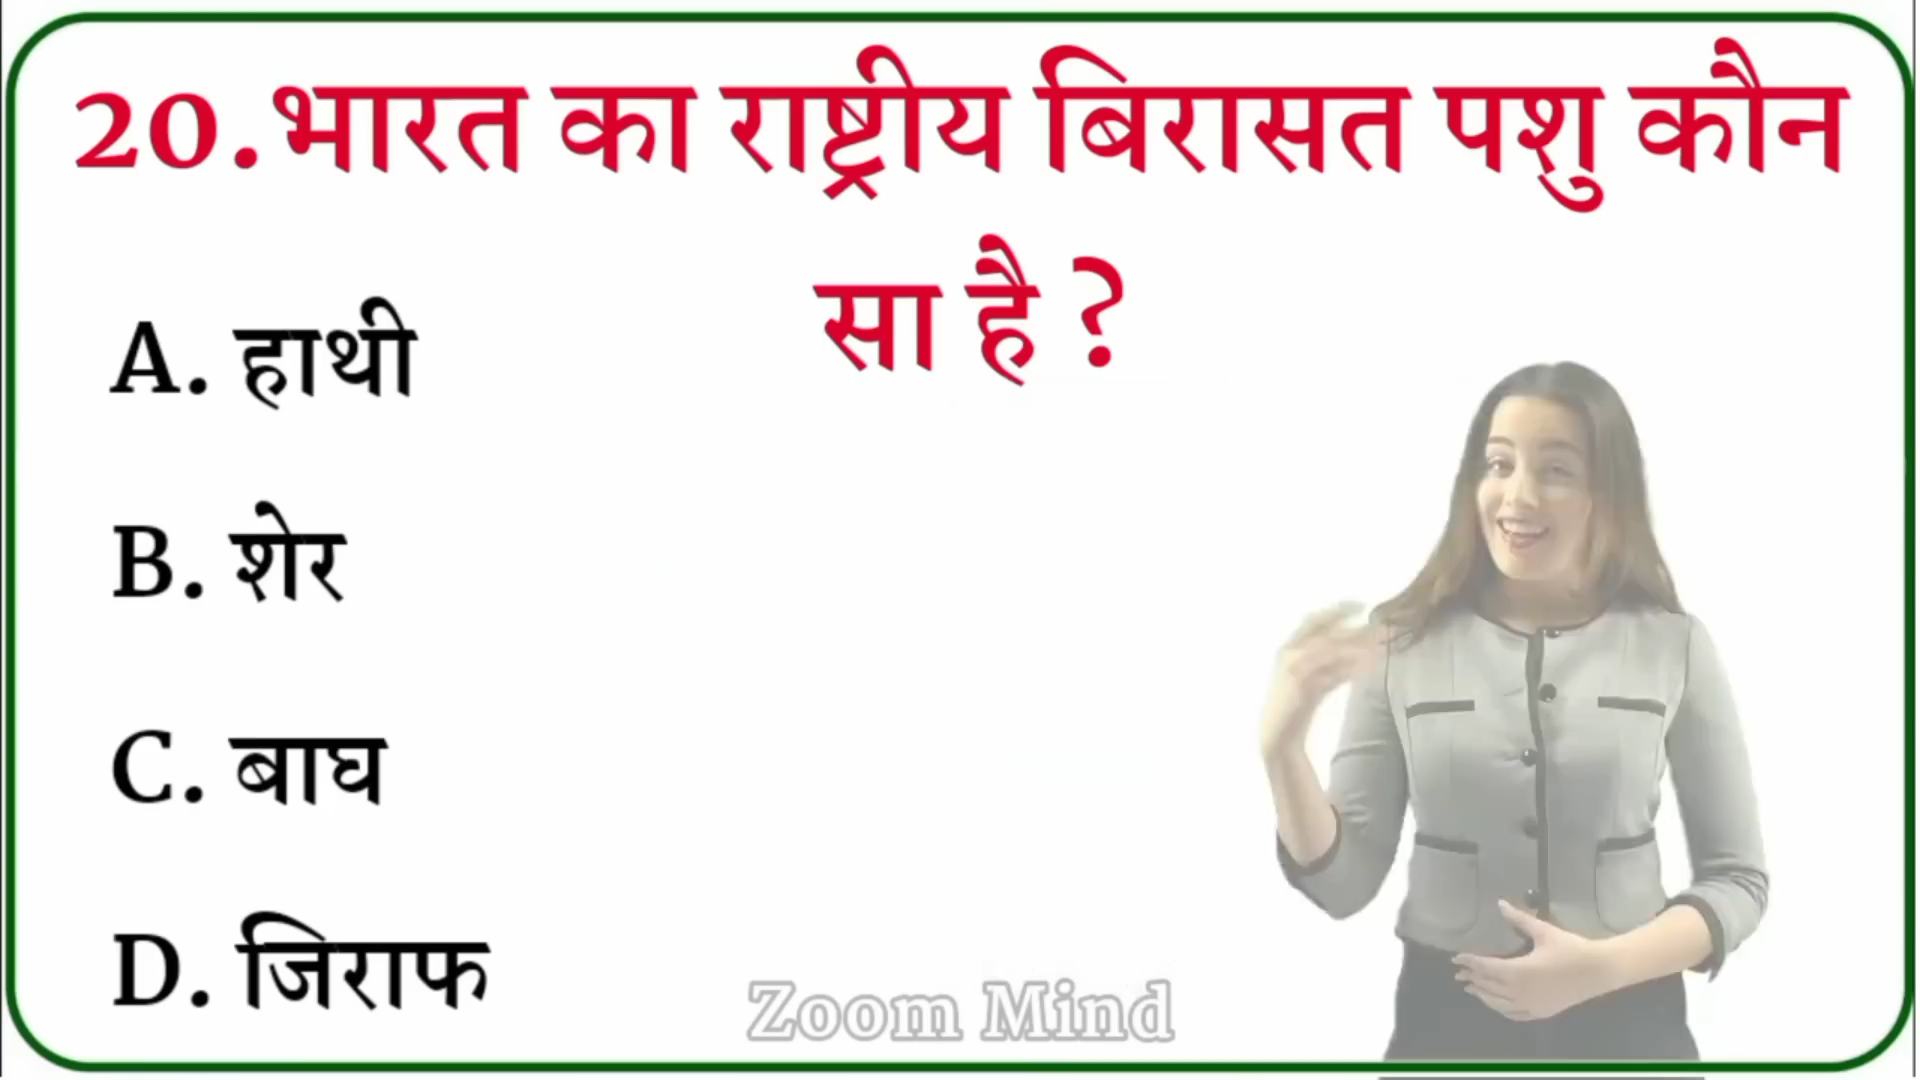 20.भारत का राष्ट्रीय बिरासत पशु कौन
सा है ?
A. हाथी
B. शेर
C. बाघ
D. जिराफ
Zoom Mind